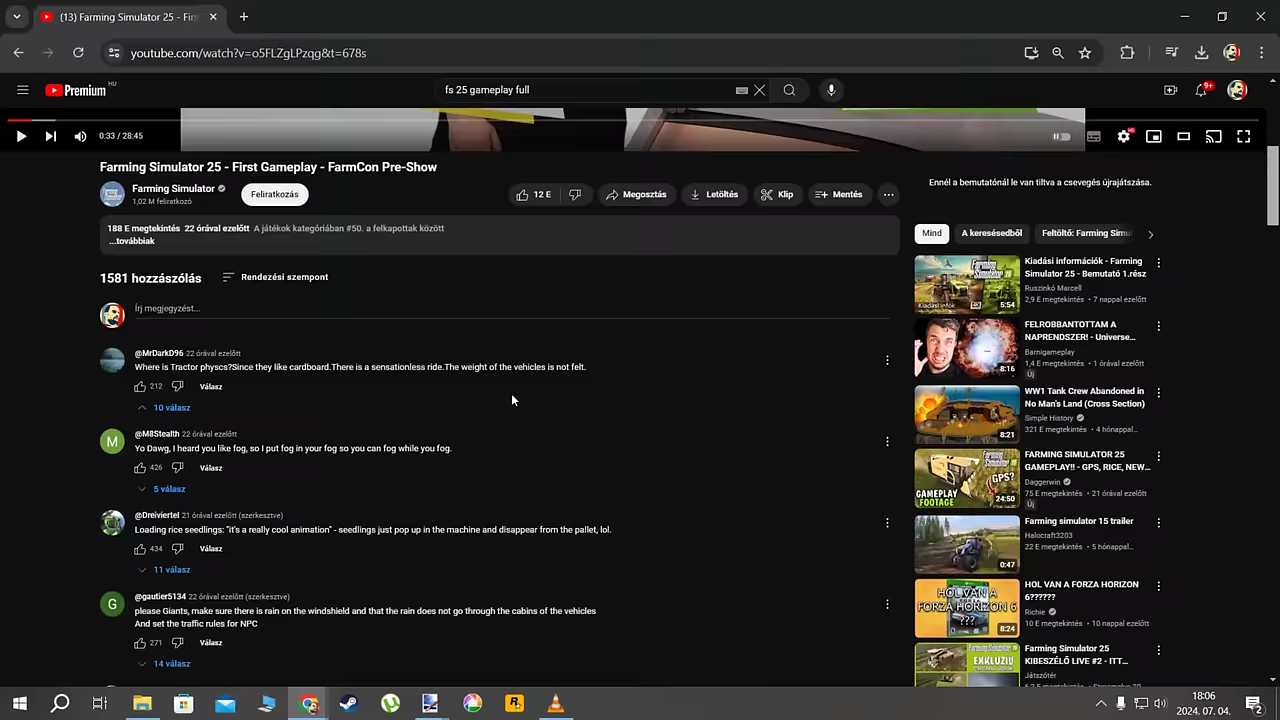 (13) Farming Simulator 25 - Firs
youtube.com/watch?v=o5FLZgLPzqg&t=678s
Premium HU
fs 25 gameplay full
9+
0:33 / 28:45
Farming Simulator 25 - First Gameplay - FarmCon Pre-Show
Farming Simulator
1,02 M feliratkozó
Feliratkozás
12 E
Megosztás
Letöltés
Klip
Mentés
188 E megtekintés 22 órával ezelőtt A játékok kategóriában #50. a felkapottak között
...továbbiak
1581 hozzászólás
Rendezési szempont
Írj megjegyzést...
@MrDarkD96 22 órával ezelőtt
Where is Tractor physcs?Slide they like cardboard.There is a sensationless ride.The weight of the vehicles is not felt.
212
Válasz
10 válasz
M
@M8Stealth 22 órával ezelőtt
Yo Dawg, I heard you like fog, so I put fog in your fog so you can fog while you fog.
426
Válasz
5 válasz
@Dreiviertel 21 órával ezelőtt (szerkesztve)
Loading rice seedlings: "it's a really cool animation" - seedlings just pop up in the machine and disappear from the pallet, lol.
434
Válasz
11 válasz
G
@gautier5134 22 órával ezelőtt (szerkesztve)
please Giants, make sure there is rain on the windshield and that the rain does not go through the cabins of the vehicles
And set the traffic rules for NPC
271
Válasz
14 válasz
Ennél a bemutatónál le van tiltva a csevegés újrajátszása.
Mind
A keresésedből
Feltöltő: Farming Simu
Kiadási infók
4K
5:54
Kiadási információk - Farming
Simulator 25 - Bemutató 1.rész
Ruszinkó Marcell
2,9 E megtekintés • 7 nappal ezelőtt
8:16
FELROBBANTOTTAM A
NAPRENDSZER! - Universe...
Barnigameplay
1,4 E megtekintés • 1 órával ezelőtt
Új
8:21
WW1 Tank Crew Abandoned in
No Man's Land (Cross Section)
Simple History
321 E megtekintés • 4 hónappal...
GAMEPLAY
FOOTAGE
GPS?
24:50
FARMING SIMULATOR 25
GAMEPLAY!! - GPS, RICE, NEW...
Daggerwin
75 E megtekintés • 21 órával ezelőtt
Új
0:47
Farming simulator 15 trailer
Halocraft3203
22 E megtekintés • 5 hónappal...
HOL VAN A
FORZA HORIZON 6
???
8:24
HOL VAN A FORZA HORIZON
6??????
Richie
10 E megtekintés • 10 nappal ezelőtt
EXKLUZIV
Farming Simulator 25
KIBESZÉLŐ LIVE #2 - ITT...
Játszótér
18:06
2024. 07. 04.
2